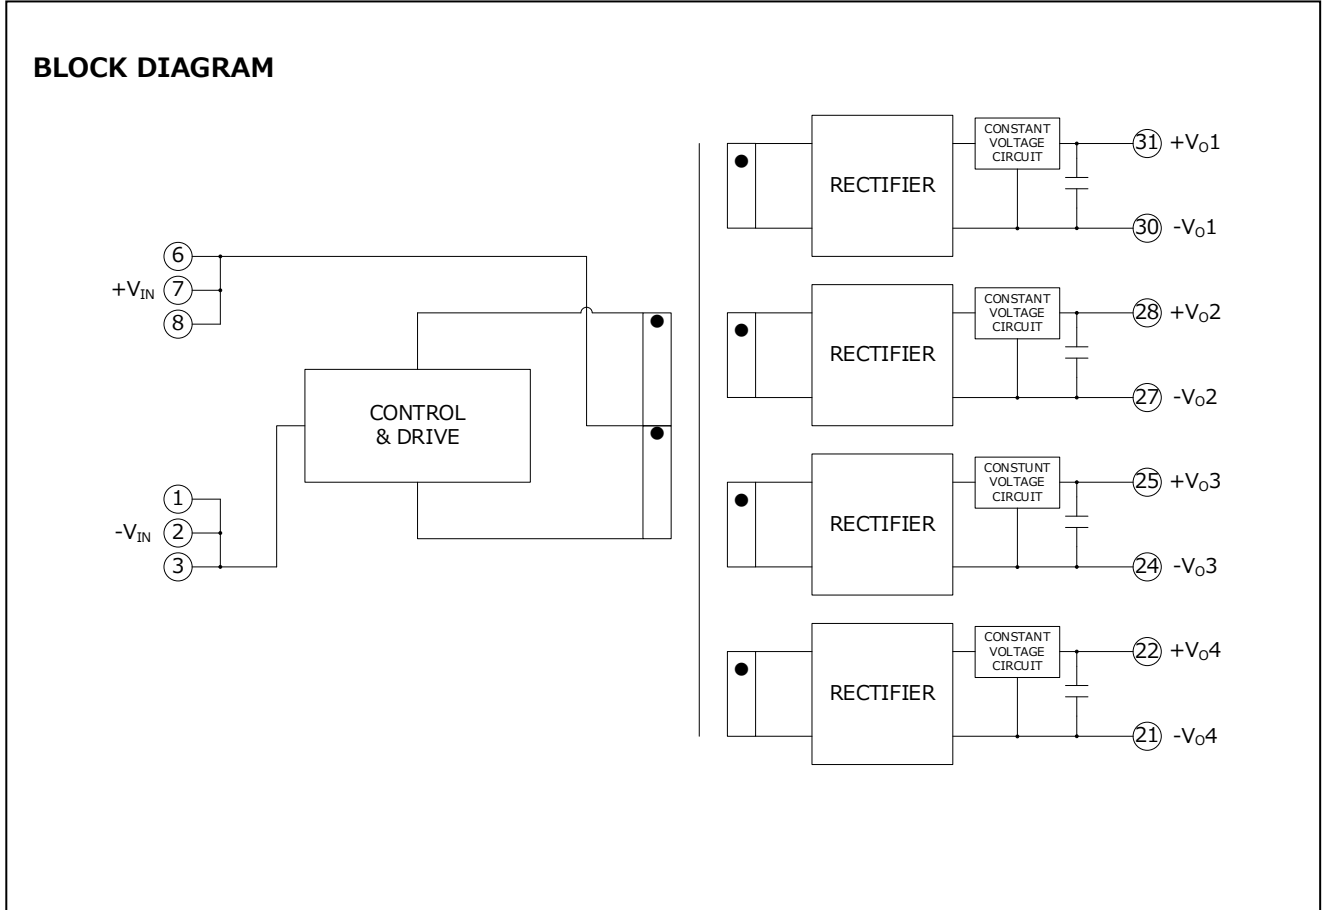 BLOCK DIAGRAM
6
+VIN 7
8
1
-VIN 2
3
CONTROL
& DRIVE
RECTIFIER
CONSTANT
VOLTAGE
CIRCUIT
31 +VO1
30 -VO1
RECTIFIER
CONSTANT
VOLTAGE
CIRCUIT
28 +VO2
27 -VO2
RECTIFIER
CONSTUNT
VOLTAGE
CIRCUIT
25 +VO3
24 -VO3
RECTIFIER
CONSTANT
VOLTAGE
CIRCUIT
22 +VO4
21 -VO4